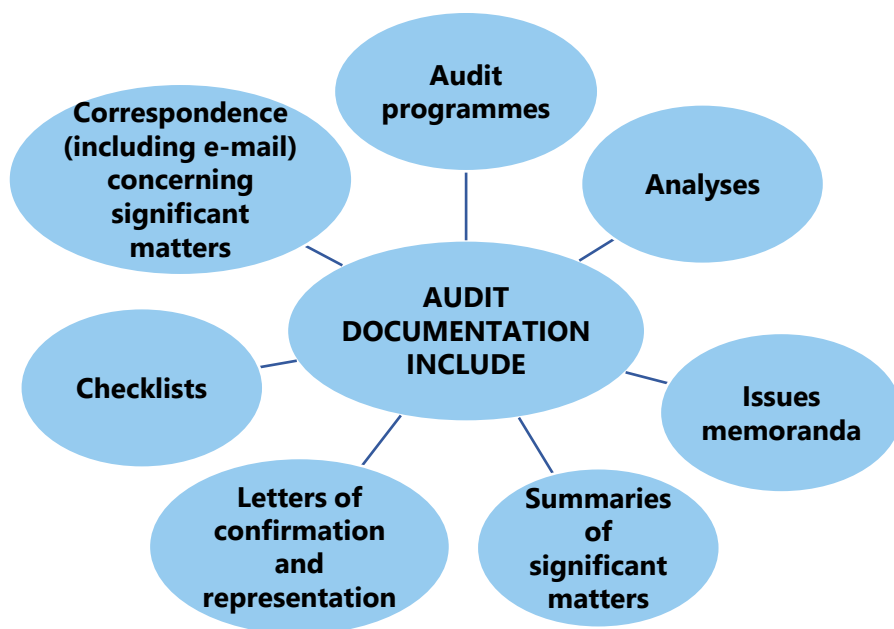 Audit
programmes
Correspondence
(including e-mail)
concerning
significant
matters
Analyses
AUDIT
DOCUMENTATION
INCLUDE
Checklists
Issues
memoranda
Letters of
confirmation
and
representation
Summaries
of
significant
matters